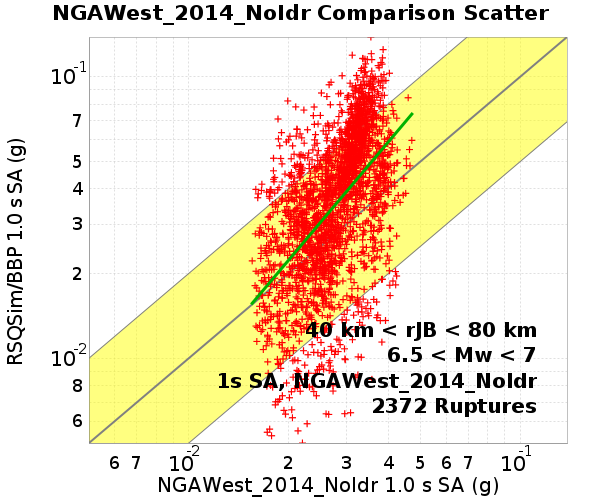 NGAWest_2014_NoIdr Comparison Scatter
RSQSim/BBP 1.0 s SA (g)
10-1
7
5
4
3
2
10-2
8
6
40 km < rJB < 80 km
6.5 < Mw < 7
1s SA, NGAWest_2014_NoIdr
2372 Ruptures
6 7 10-2 2 3 4 5 6 7 10-1
NGAWest_2014_NoIdr 1.0 s SA (g)